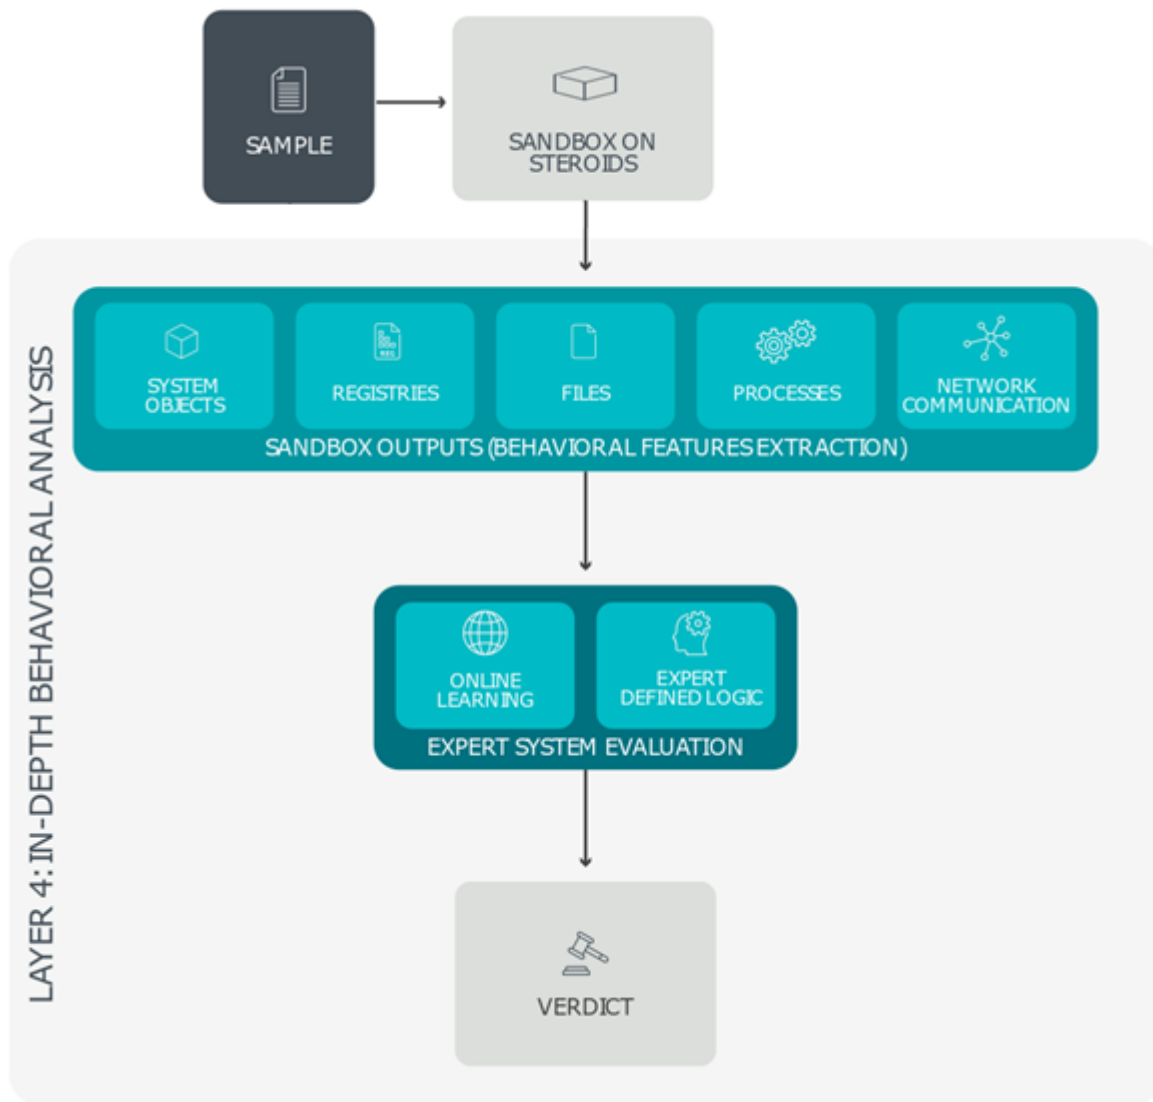 SAMPLE
SANDBOX ON
STEROIDS
LAYER 4: IN-DEPTH BEHAVIORAL ANALYSIS
SYSTEM
OBJECTS
REG
REGISTRIES
FILES
PROCESSES
NETWORK
COMMUNICATION
SANDBOX OUTPUTS (BEHAVIORAL FEATURES EXTRACTION)
ONLINE
LEARNING
EXPERT
DEFINED LOGIC
EXPERT SYSTEM EVALUATION
VERDICT